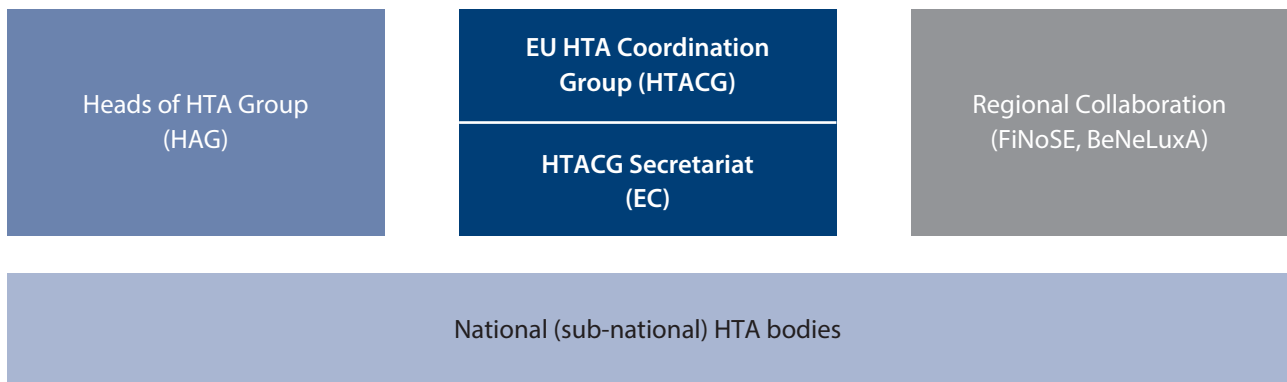 Heads of HTA Group
(HAG)
EU HTA Coordination
Group (HTACG)
HTACG Secretariat
(EC)
Regional Collaboration
(FiNoSE, BeNeLuxA)
National (sub-national) HTA bodies